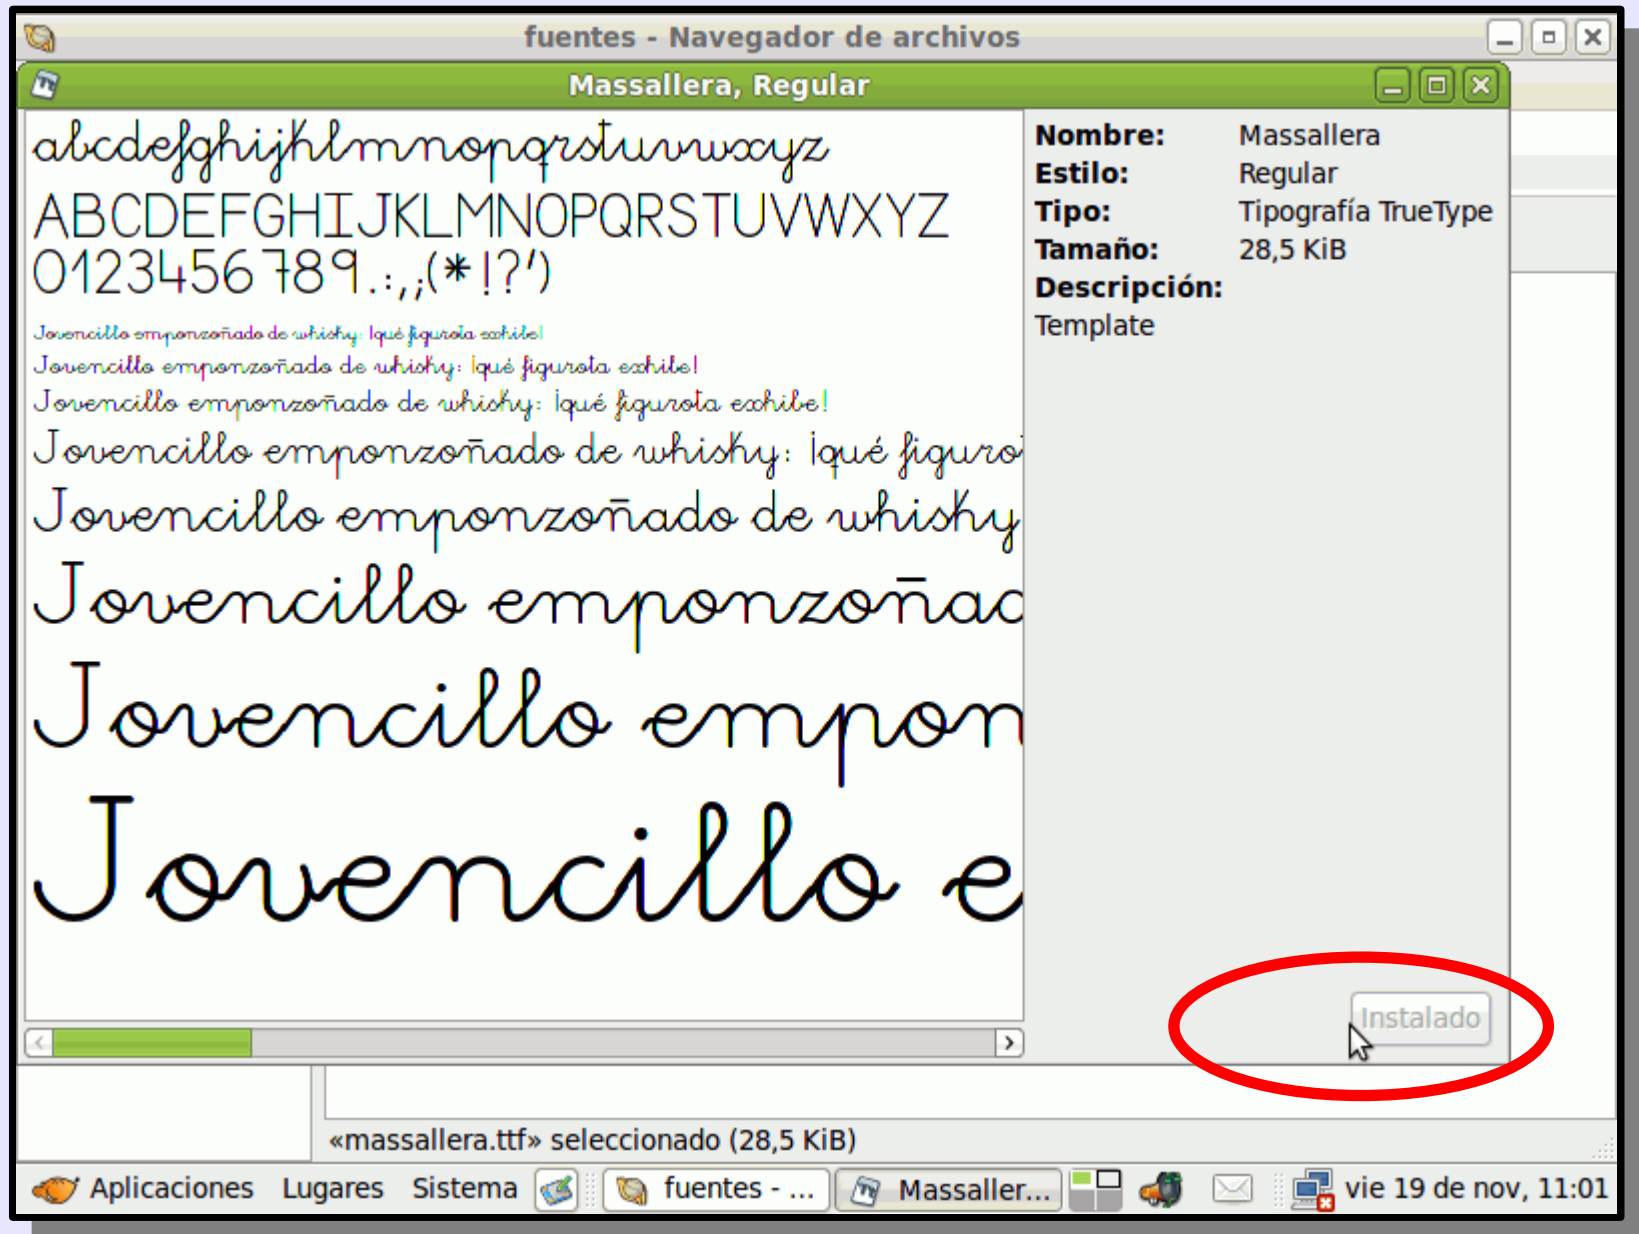 fuentes - Navegador de archivos
Massallera, Regular
abcdefghijklmnopqrstuvwxyz
ABCDEFGHIJKLMNOPQRSTUVWXYZ
0123456789.:,;(*!?')
Jovencillo emponzoñado de whisky: ¡qué figurota exhibe!
Jovencillo emponzoñado de whisky: ¡qué figurota exhibe!
Jovencillo emponzoñado de whisky: ¡qué figurota exhibe!
Jovencillo emponzoñado de whisky: ¡qué figuro
Jovencillo emponzoñado de whisky
Jovencillo emponzoñad
Jovencillo empon
Jovencillo e
Nombre: Massallera
Estilo: Regular
Tipo: Tipografía TrueType
Tamaño: 28,5 KiB
Descripción:
Template
Instalado
«massallera.ttf» seleccionado (28,5 KiB)
Aplicaciones Lugares Sistema fuentes - ... Massaller... vie 19 de nov, 11:01